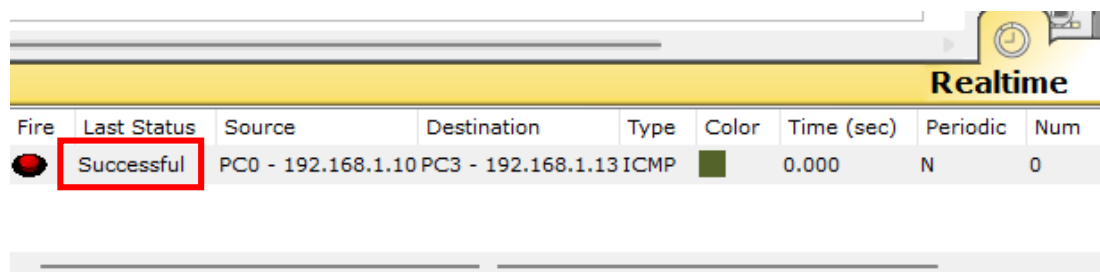 Realtime
Fire Last Status Source Destination Type Color Time (sec) Periodic Num
Successful PC0 - 192.168.1.10 PC3 - 192.168.1.13 ICMP 0.000 N 0